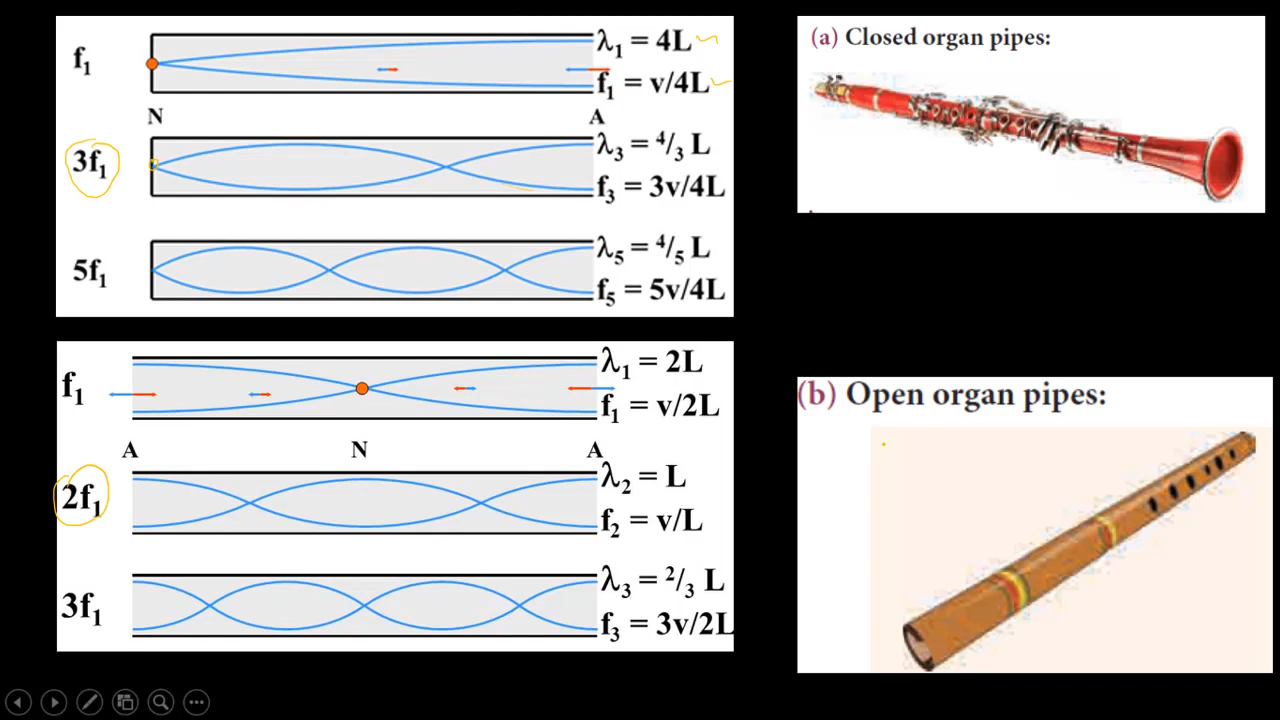 f₁
λ₁ = 4L
f₁ = v/4L
N A
3f₁
λ₃ = ⁴/₃ L
f₃ = 3v/4L
5f₁
λ₅ = ⁴/₅ L
f₅ = 5v/4L
f₁
λ₁ = 2L
f₁ = v/2L
A N A
2f₁
λ₂ = L
f₂ = v/L
3f₁
λ₃ = ²/₃ L
f₃ = 3v/2L
(a) Closed organ pipes:
(b) Open organ pipes: